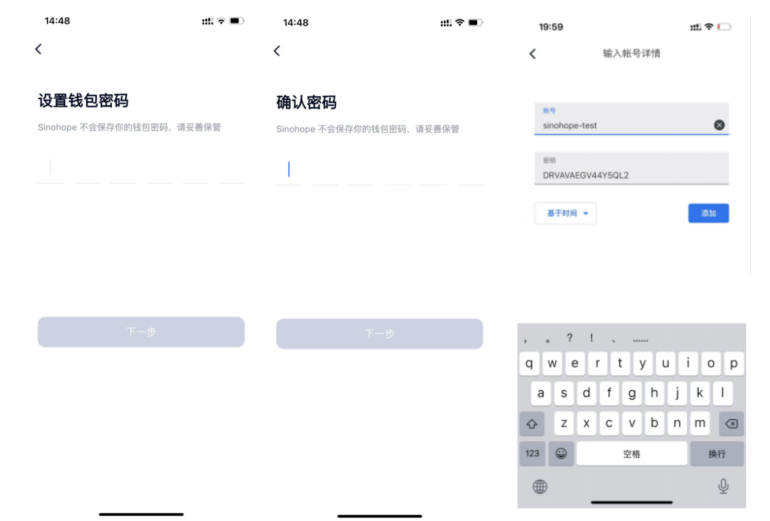 14:48
设置钱包密码
Sinohope 不会保存你的钱包密码，请妥善保管
下一步
14:48
确认密码
Sinohope 不会保存你的钱包密码，请妥善保管
下一步
19:59
输入帐号详情
帐号
sinohope-test
密钥
DRVAVAEGV44Y5QL2
基于时间
添加
， 。 ? ! 、 ……
q w e r t y u i o p
a s d f g h j k l
z x c v b n m
123 空格 换行